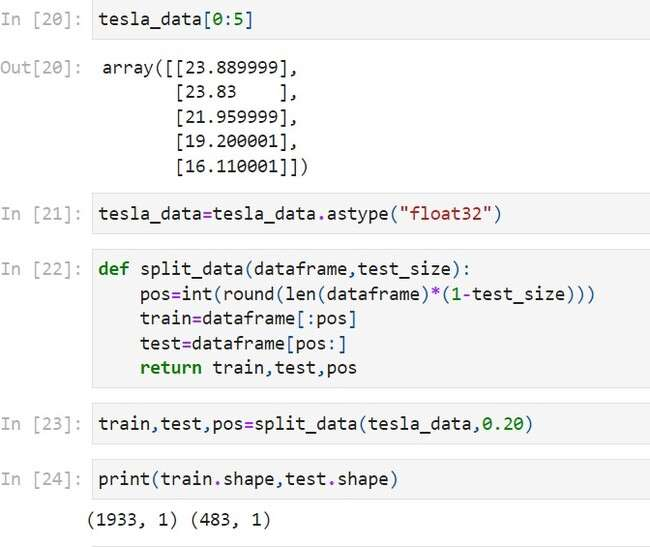 In [20]: tesla_data[0:5]
Out[20]: array([[23.889999],
[23.83    ],
[21.959999],
[19.200001],
[16.110001]])
In [21]: tesla_data=tesla_data.astype("float32")
In [22]: def split_data(dataframe,test_size):
    pos=int(round(len(dataframe)*(1-test_size)))
    train=dataframe[:pos]
    test=dataframe[pos:]
    return train,test,pos
In [23]: train,test,pos=split_data(tesla_data,0.20)
In [24]: print(train.shape,test.shape)
(1933, 1) (483, 1)